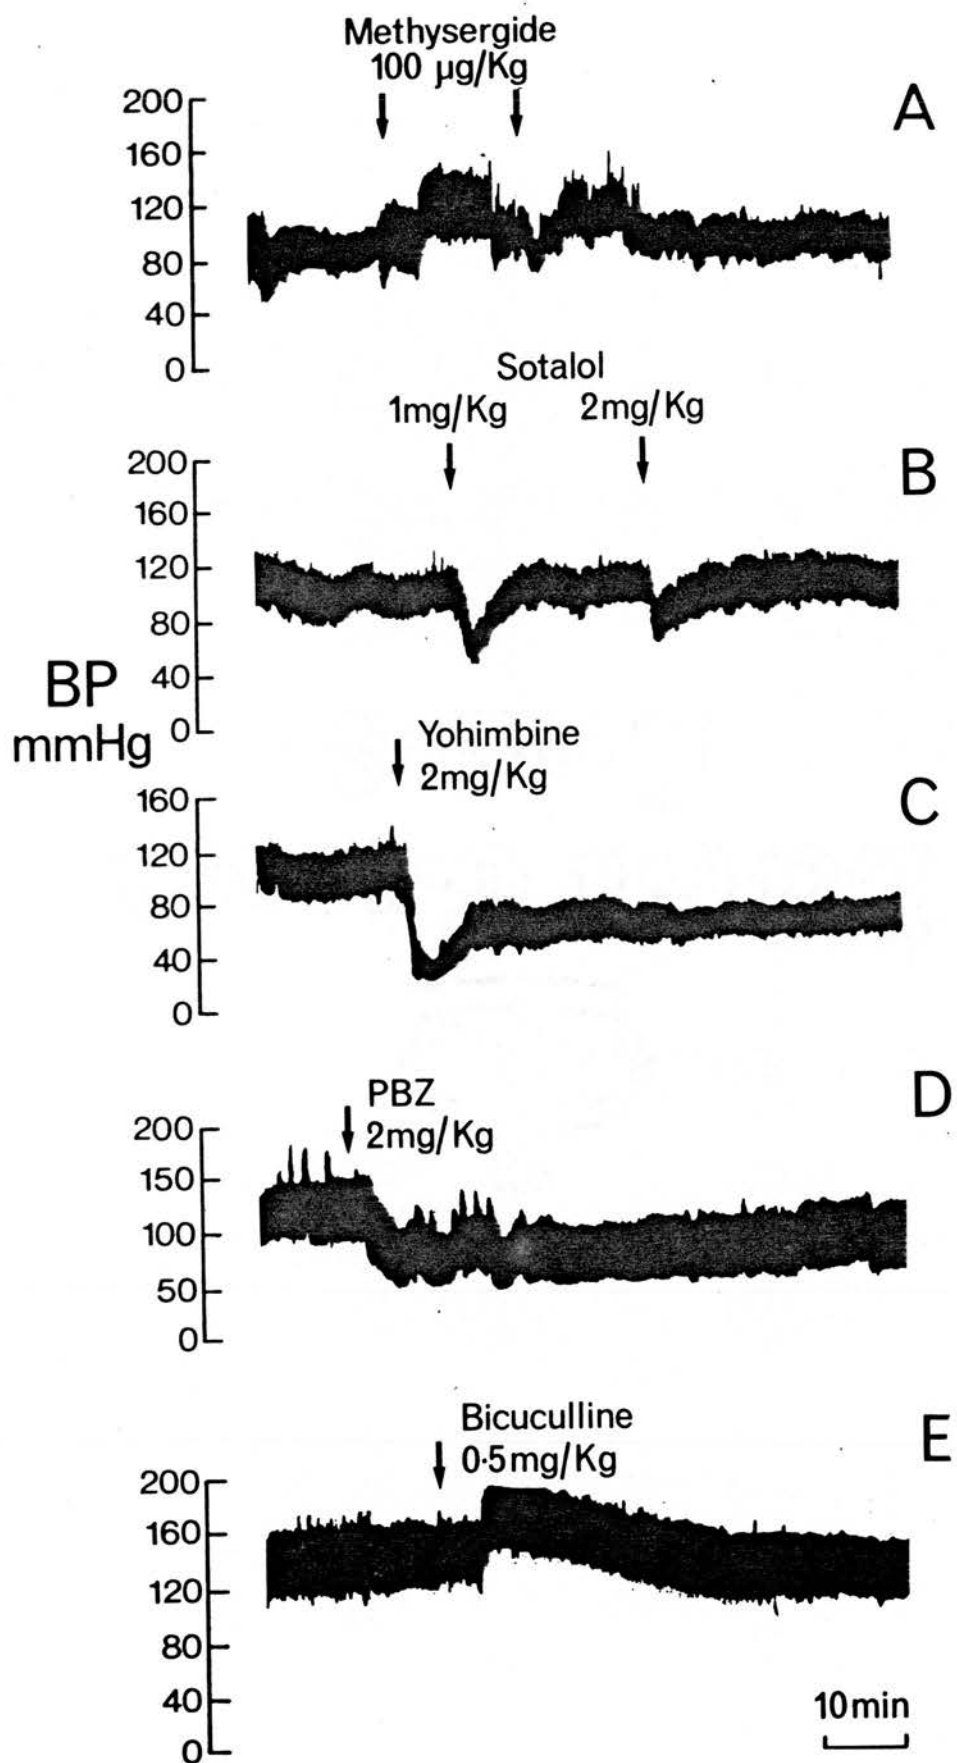 Methysergide
100 µg/Kg
A
200
160
120
80
40
0
Sotalol
1mg/Kg 2mg/Kg
B
200
160
120
80
40
0
BP
mmHg
Yohimbine
2mg/Kg
C
160
120
80
40
0
PBZ
2mg/Kg
D
200
150
100
50
0
Bicuculline
0·5mg/Kg
E
200
160
120
80
40
0
10min